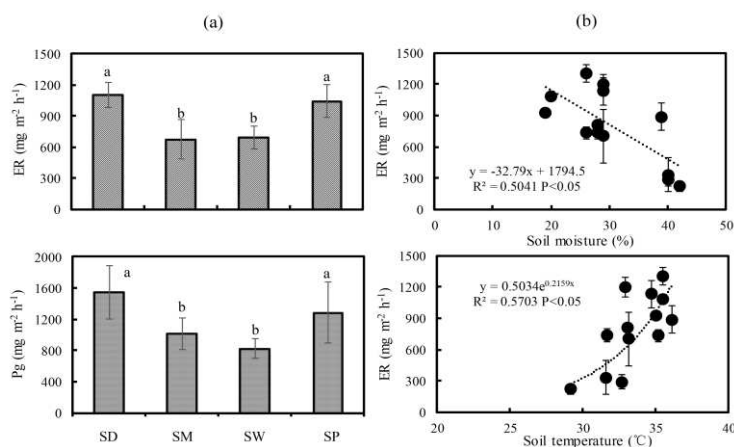 (a)
(b)
1500
1200
900
600
300
0
ER (mg m⁻² h⁻¹)
a
b
b
a
1500
1200
900
600
300
0
ER (mg m⁻² h⁻¹)
y = -32.79x + 1794.5
R² = 0.5041 P<0.05
0 10 20 30 40 50
Soil moisture (%)
2000
1600
1200
800
400
0
Pg (mg m⁻² h⁻¹)
a
b
b
a
SD SM SW SP
1500
1200
900
600
300
0
ER (mg m⁻² h⁻¹)
y = 0.5034e^0.2159x
R² = 0.5703 P<0.05
20 25 30 35 40
Soil temperature (℃)